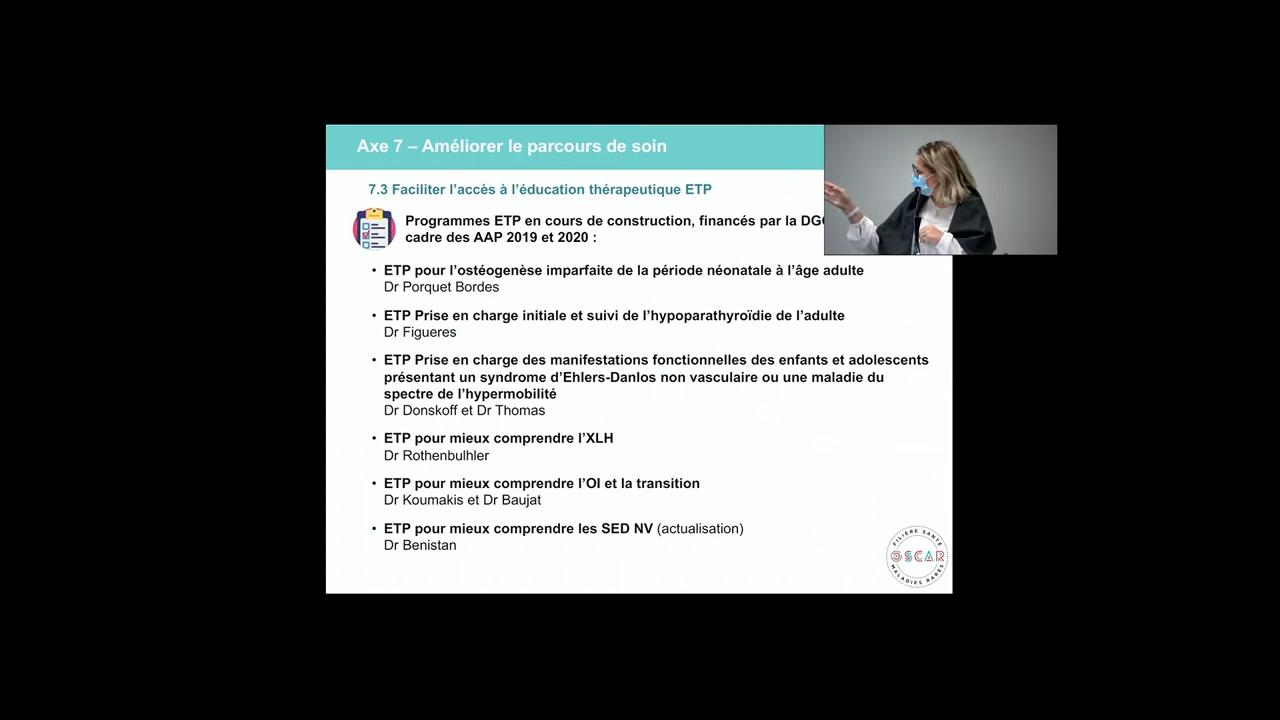 Axe 7 – Améliorer le parcours de soin
7.3 Faciliter l'accès à l'éducation thérapeutique ETP
Programmes ETP en cours de construction, financés par la
cadre des AAP 2019 et 2020 :
• ETP pour l'ostéogenèse imparfaite de la période néonatale à l'âge adulte
Dr Porquet Bordes
• ETP Prise en charge initiale et suivi de l'hypoparathyroïdie de l'adulte
Dr Figueres
• ETP Prise en charge des manifestations fonctionnelles des enfants et adolescents
présentant un syndrome d'Ehlers-Danlos non vasculaire ou une maladie du
spectre de l'hypermobilité
Dr Donskoff et Dr Thomas
• ETP pour mieux comprendre l'XLH
Dr Rothenbulhler
• ETP pour mieux comprendre l'OI et la transition
Dr Koumakis et Dr Baujat
• ETP pour mieux comprendre les SED NV (actualisation)
Dr Benistan
FILIÈRE SANTÉ
OSCAR
MALADIES RARES